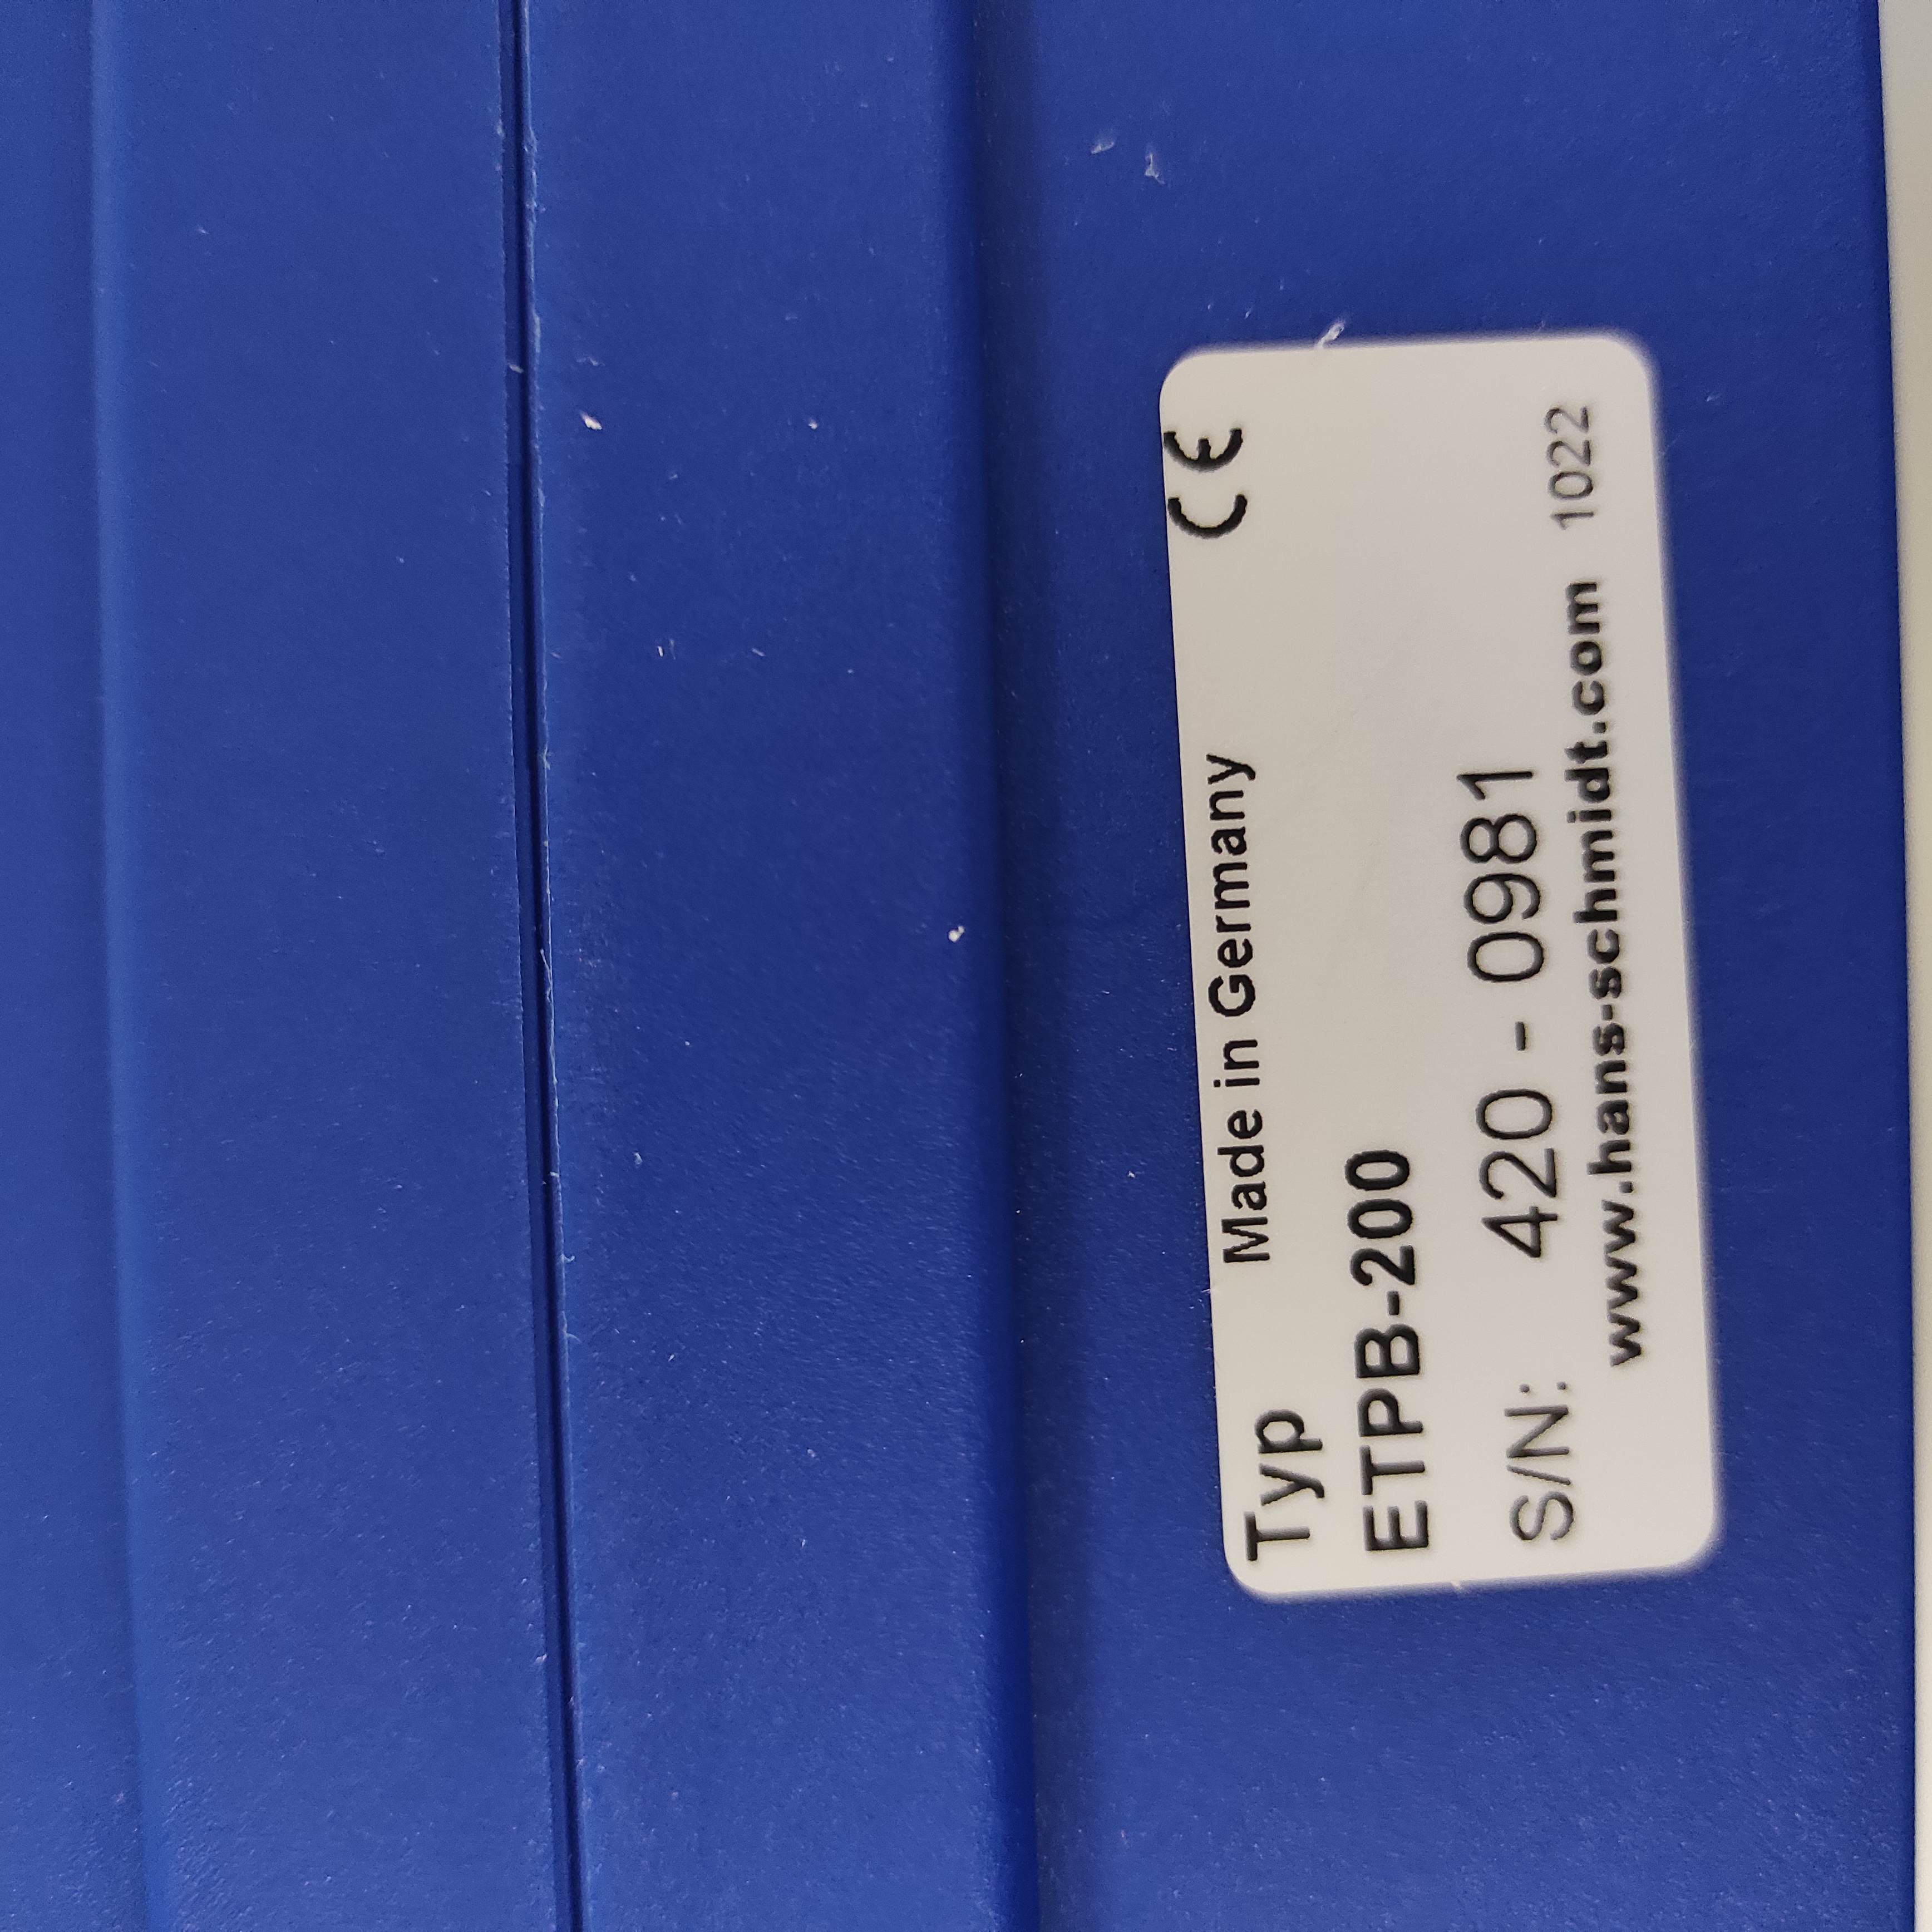 Typ Made in Germany CE
ETPB-200
S/N: 420 - 0981
www.hans-schmidt.com 1022